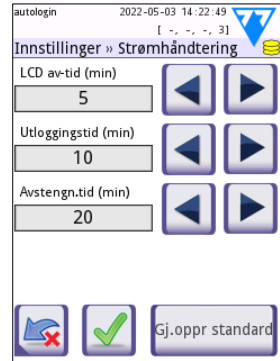 autologin
2022-05-03 14:22:49
[ -, -, -, 3]
Innstillinger » Strømhåndtering
LCD av-tid (min)
5
Utloggingstid (min)
10
Avstengn.tid (min)
20
Gj.oppr standard